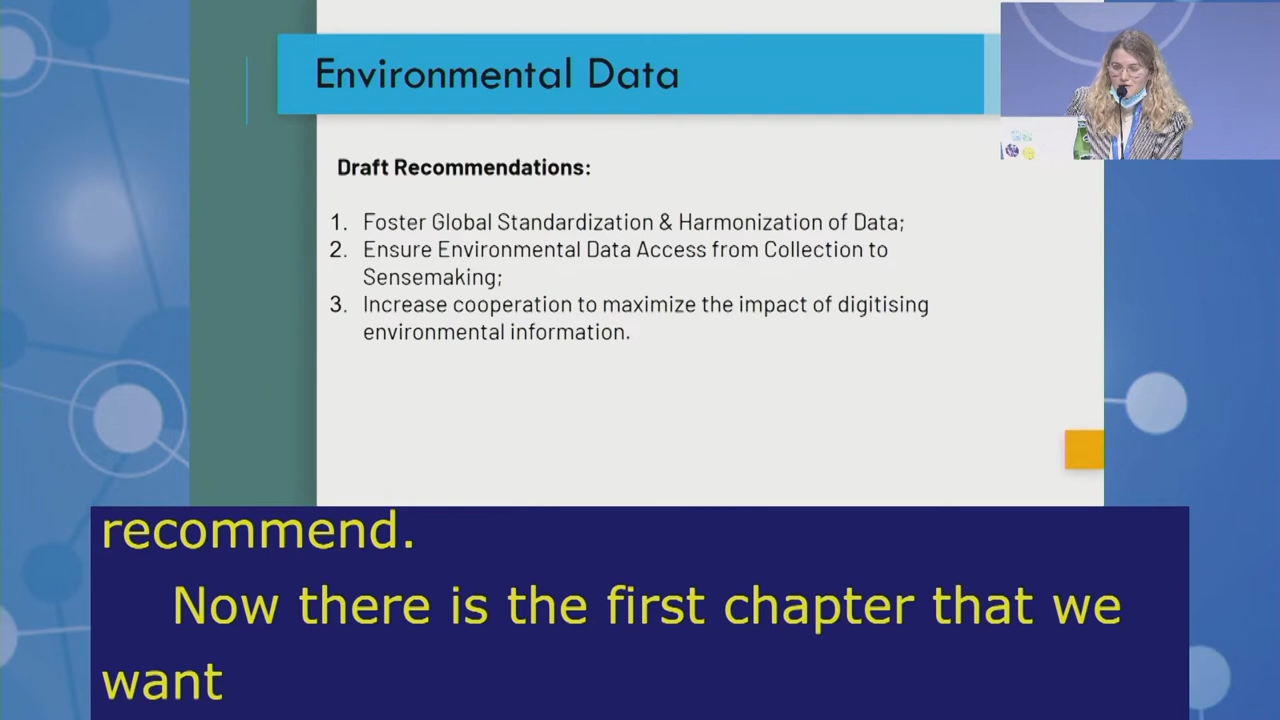 Environmental Data
Draft Recommendations:
1. Foster Global Standardization & Harmonization of Data;
2. Ensure Environmental Data Access from Collection to
Sensemaking;
3. Increase cooperation to maximize the impact of digitising
environmental information.
recommend.
Now there is the first chapter that we
want